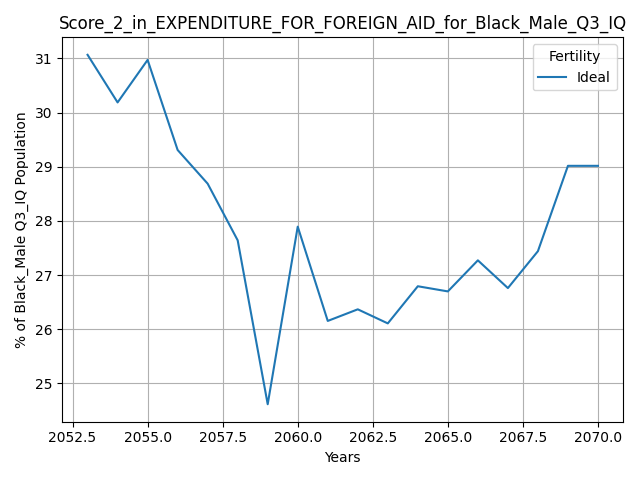 Score_2_in_EXPENDITURE_FOR_FOREIGN_AID_for_Black_Male_Q3_IQ
Fertility
Ideal
% of Black_Male Q3_IQ Population
31
30
29
28
27
26
25
2052.5 2055.0 2057.5 2060.0 2062.5 2065.0 2067.5 2070.0
Years